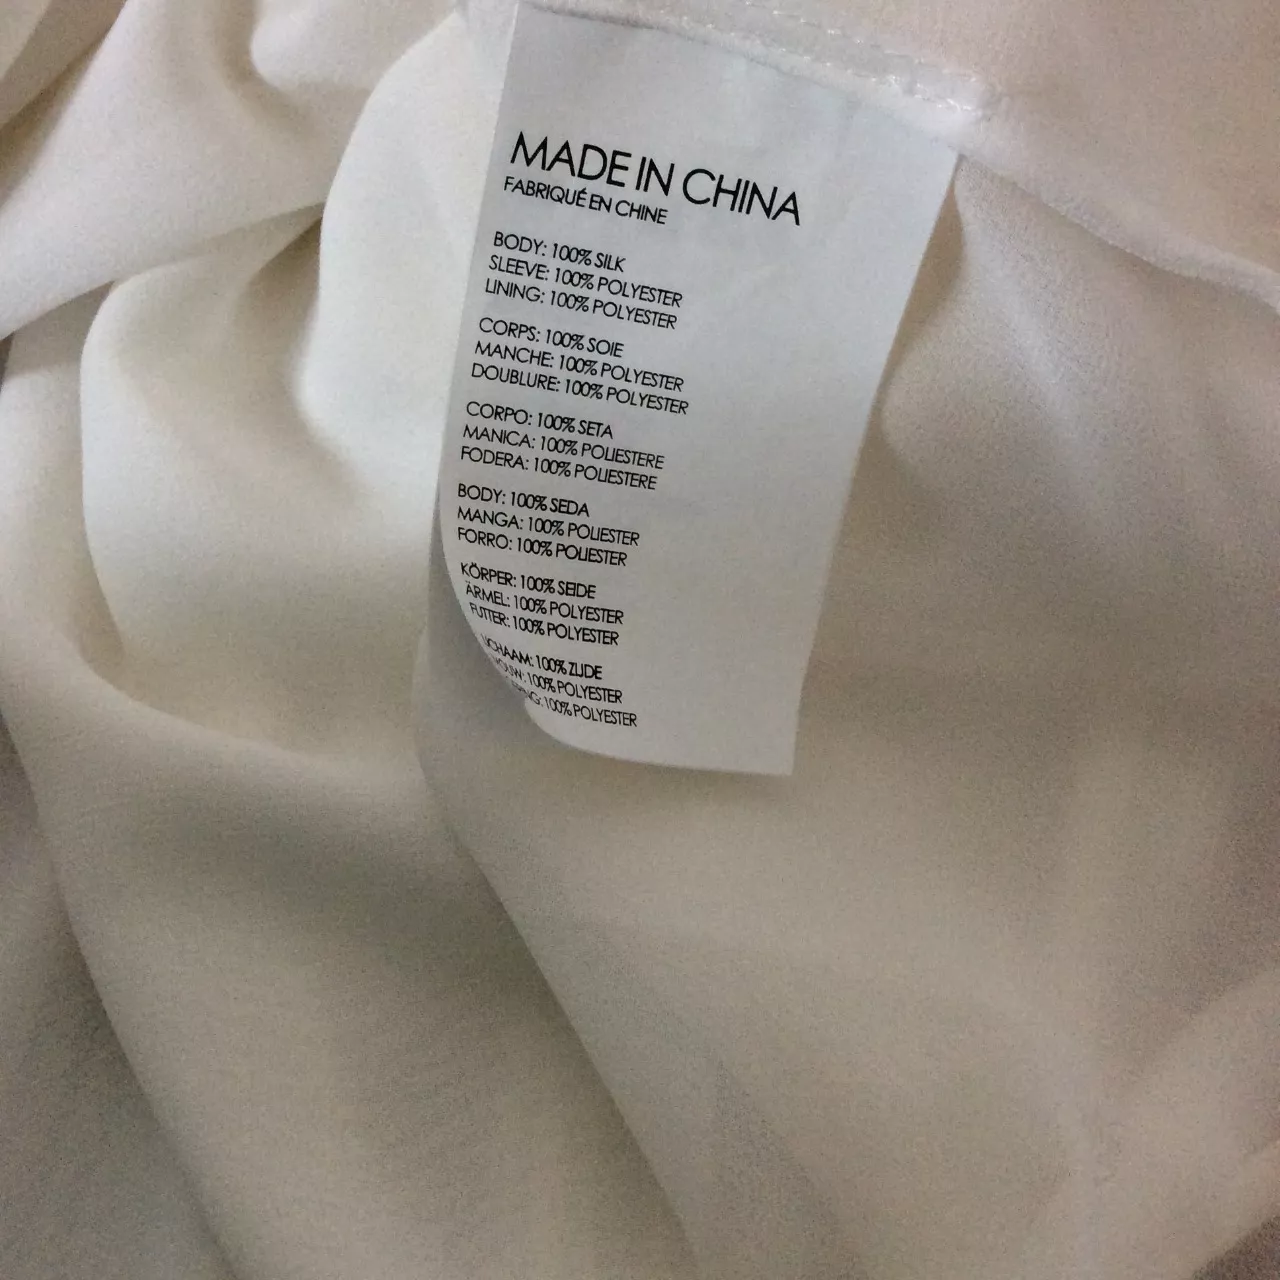 MADE IN CHINA
FABRIQUÉ EN CHINE
BODY: 100% SILK
SLEEVE: 100% POLYESTER
LINING: 100% POLYESTER
CORPS: 100% SOIE
MANCHE: 100% POLYESTER
DOUBLURE: 100% POLYESTER
CORPO: 100% SETA
MANICA: 100% POLIESTERE
FODERA: 100% POLIESTERE
BODY: 100% SEDA
MANGA: 100% POLIESTER
FORRO: 100% POLIESTER
KÖRPER: 100% SEIDE
ÄRMEL: 100% POLYESTER
FUTTER: 100% POLYESTER
100% ZIJDE
100% POLYESTER
100% POLYESTER